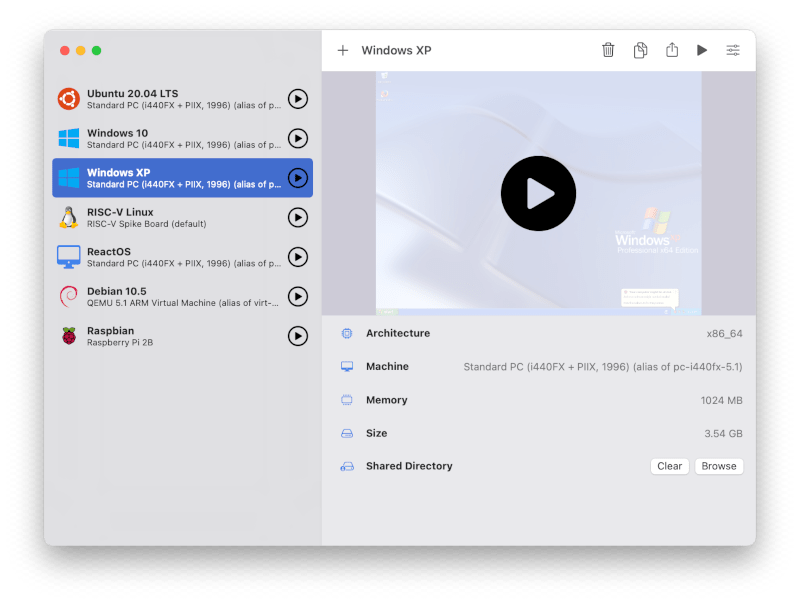 Windows XP
Ubuntu 20.04 LTS
Standard PC (i440FX + PIIX, 1996) (alias of p...
Windows 10
Standard PC (i440FX + PIIX, 1996) (alias of p...
Windows XP
Standard PC (i440FX + PIIX, 1996) (alias of p...
RISC-V Linux
RISC-V Spike Board (default)
ReactOS
Standard PC (i440FX + PIIX, 1996) (alias of p...
Debian 10.5
QEMU 5.1 ARM Virtual Machine (alias of virt-...
Raspbian
Raspberry Pi 2B
Microsoft
Windows xp
Professional x64 Edition
Architecture x86_64
Machine Standard PC (i440FX + PIIX, 1996) (alias of pc-i440fx-5.1)
Memory 1024 MB
Size 3.54 GB
Shared Directory Clear Browse